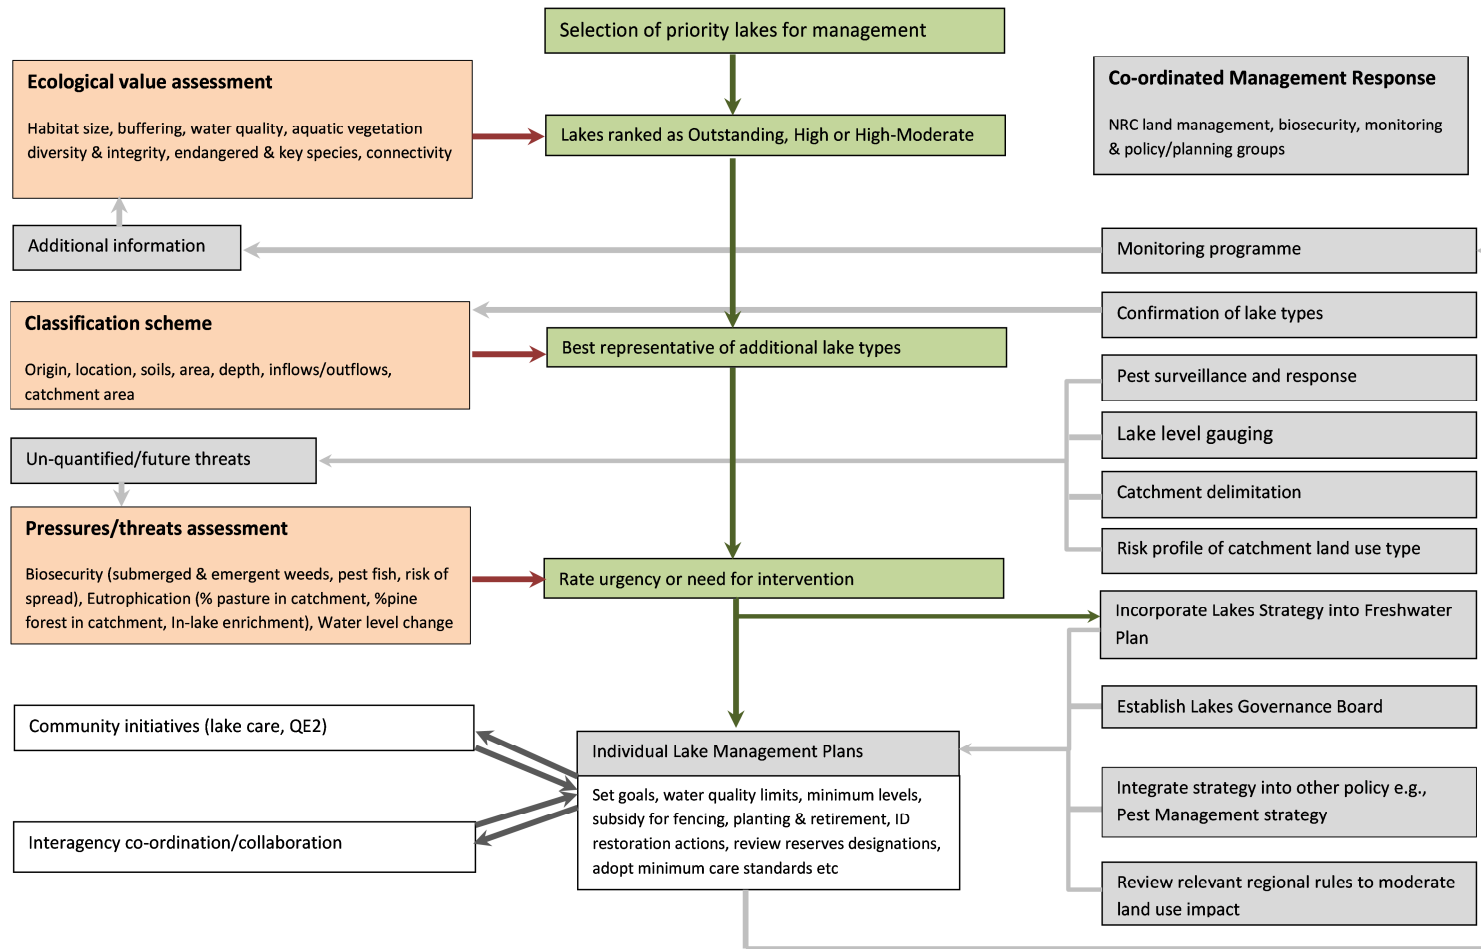 Selection of priority lakes for management
Ecological value assessment
Habitat size, buffering, water quality, aquatic vegetation
diversity & integrity, endangered & key species, connectivity
Lakes ranked as Outstanding, High or High-Moderate
Co-ordinated Management Response
NRC land management, biosecurity, monitoring
& policy/planning groups
Additional information
Monitoring programme
Classification scheme
Origin, location, soils, area, depth, inflows/outflows,
catchment area
Confirmation of lake types
Best representative of additional lake types
Pest surveillance and response
Lake level gauging
Un-quantified/future threats
Catchment delimitation
Risk profile of catchment land use type
Pressures/threats assessment
Biosecurity (submerged & emergent weeds, pest fish, risk of
spread), Eutrophication (% pasture in catchment, %pine
forest in catchment, In-lake enrichment), Water level change
Rate urgency or need for intervention
Incorporate Lakes Strategy into Freshwater
Plan
Establish Lakes Governance Board
Community initiatives (lake care, QE2)
Individual Lake Management Plans
Set goals, water quality limits, minimum levels,
subsidy for fencing, planting & retirement, ID
restoration actions, review reserves designations,
adopt minimum care standards etc
Interagency co-ordination/collaboration
Integrate strategy into other policy e.g.,
Pest Management strategy
Review relevant regional rules to moderate
land use impact